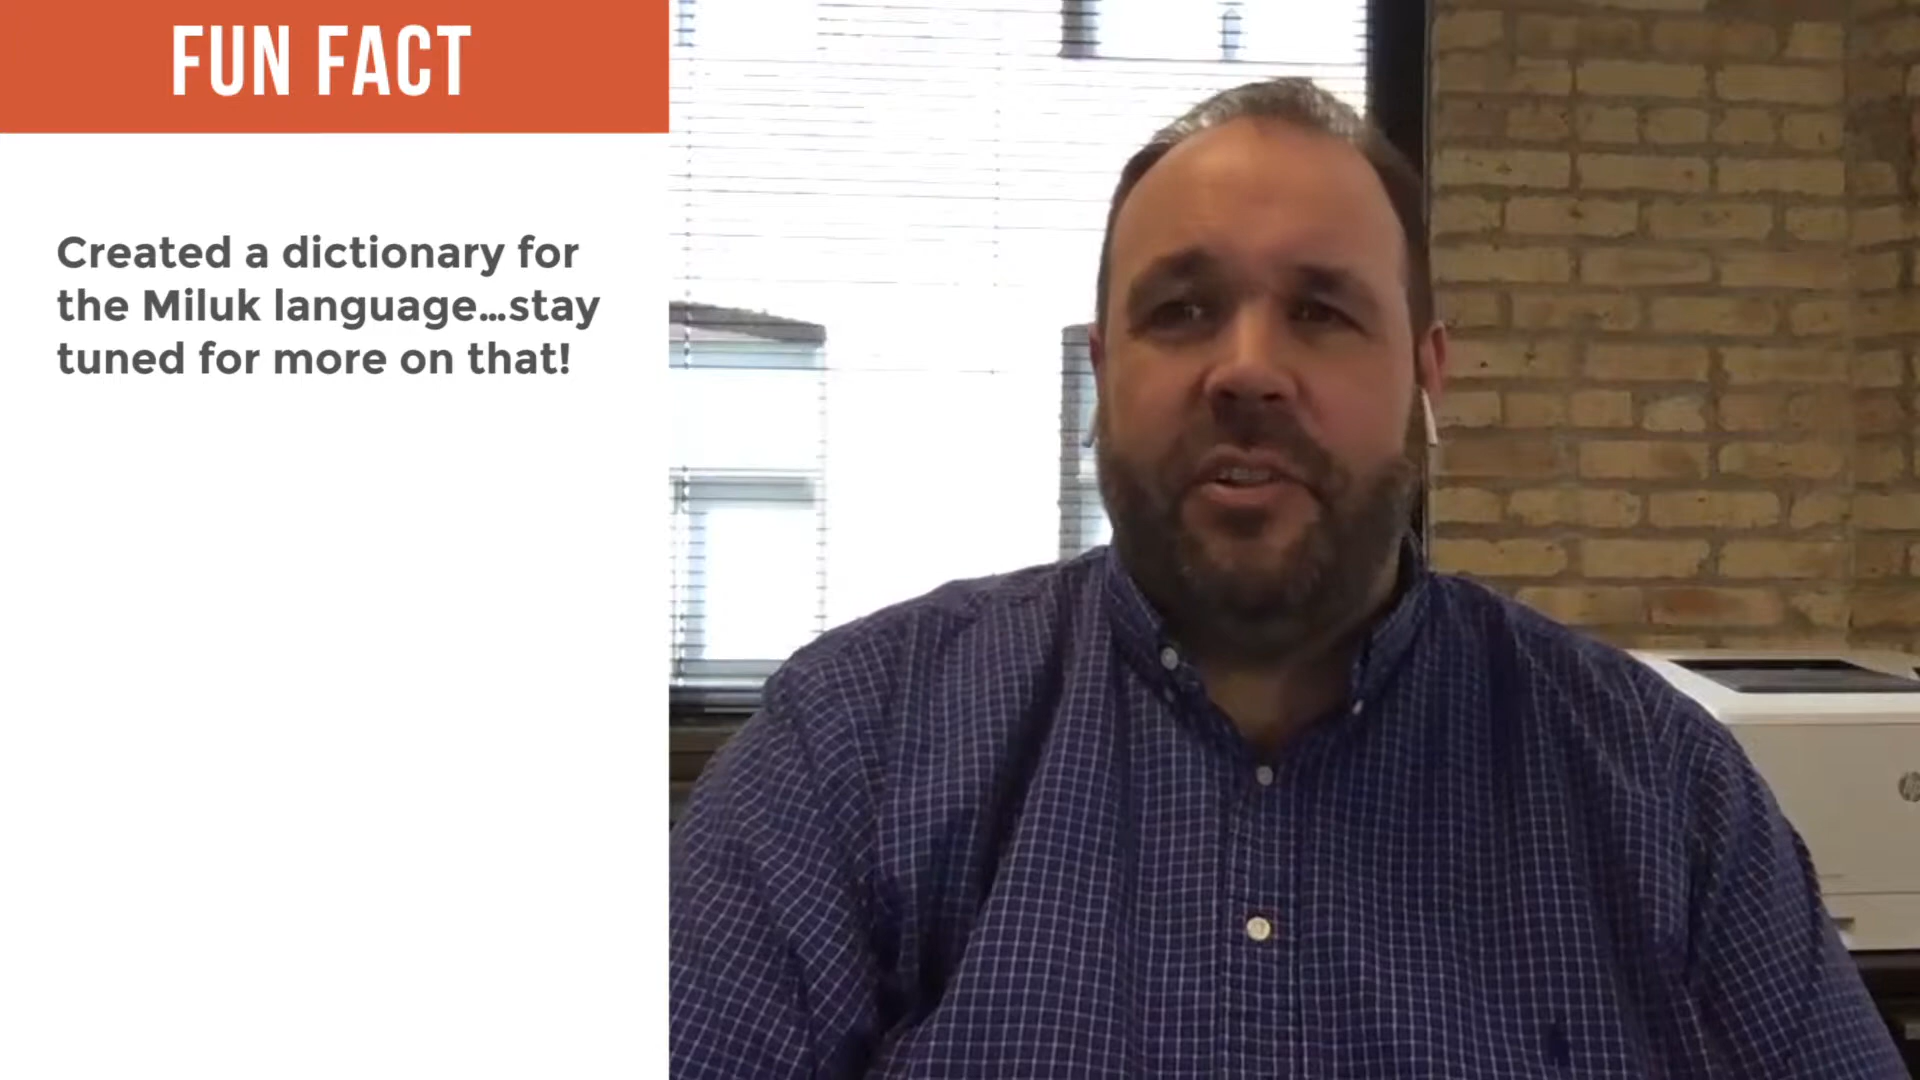 FUN FACT
Created a dictionary for
the Miluk language...stay
tuned for more on that!